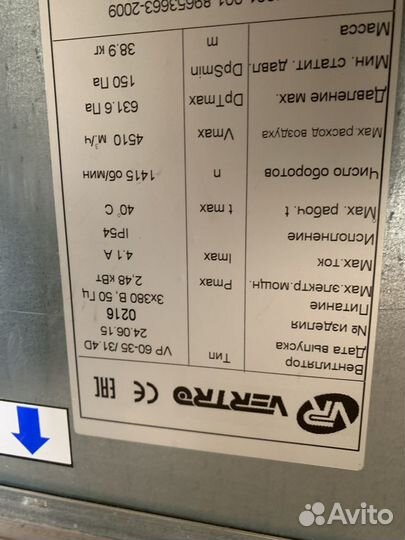 VERTRO CE EAC
Вентилятор Тип VP 60-35/31.4D
Дата выпуска 24.06.15
№ изделия 0216
Питание 3x380 В, 50 Гц
Мах.электр.мощн. Pmax 2,48 кВт
Мах.ток Imax 4.1 А
Исполнение IP54
Мах. рабоч. t t max 40°С
Число оборотов n 1415 об/мин
Мах.расход воздуха Vmax 4510 м³/ч
Давление мах. DpTmax 631.6 Па
Мин. статит. давл. DpSmin 150 Па
Масса m 38.9 кг
001-89653663-2009
Avito